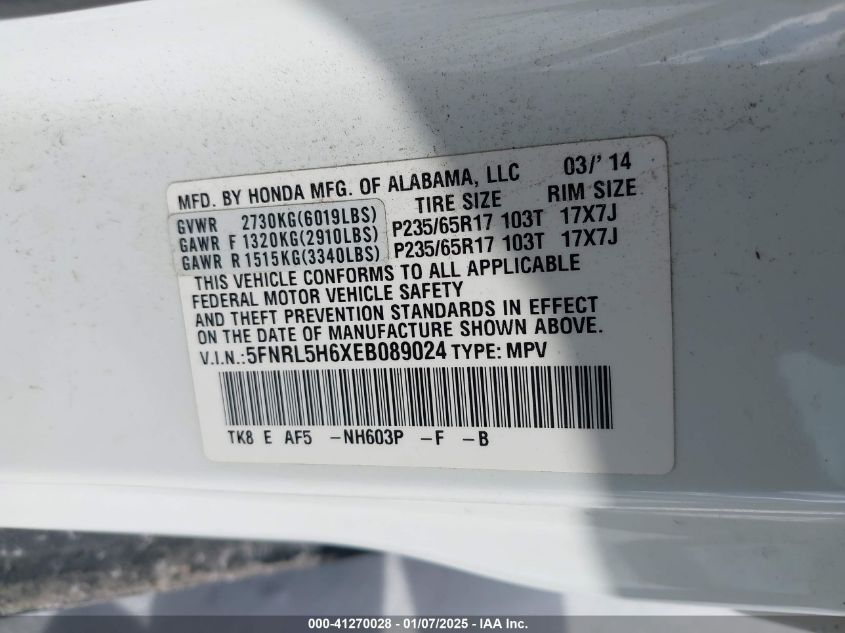 MFD. BY HONDA MFG. OF ALABAMA, LLC 03/' 14
TIRE SIZE RIM SIZE
GVWR 2730KG(6019LBS)
GAWR F 1320KG(2910LBS) P235/65R17 103T 17X7J
GAWR R 1515KG(3340LBS) P235/65R17 103T 17X7J
THIS VEHICLE CONFORMS TO ALL APPLICABLE
FEDERAL MOTOR VEHICLE SAFETY
AND THEFT PREVENTION STANDARDS IN EFFECT
ON THE DATE OF MANUFACTURE SHOWN ABOVE.
V.I.N.:5FNRL5H6XEB089024 TYPE: MPV
TK8 E AF5 -NH603P -F -B
000-41270028 - 01/07/2025 - IAA Inc.